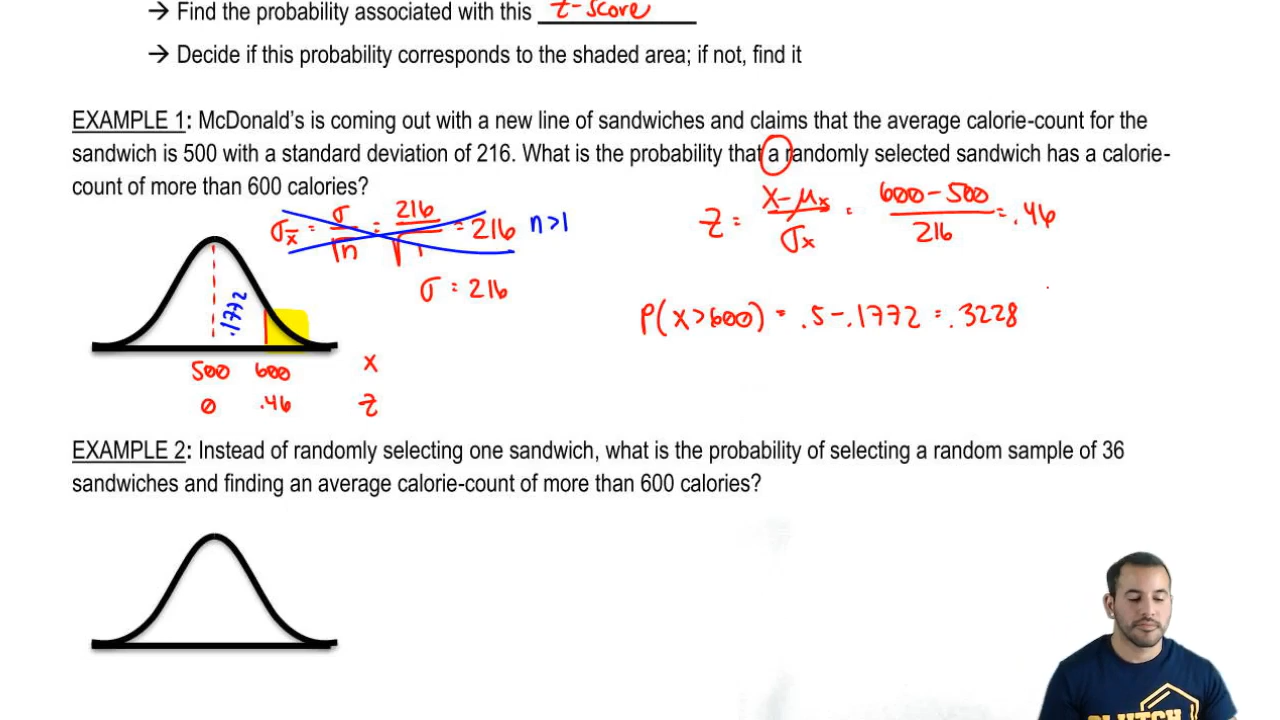 → Find the probability associated with this z-score
→ Decide if this probability corresponds to the shaded area; if not, find it
EXAMPLE 1: McDonald's is coming out with a new line of sandwiches and claims that the average calorie-count for the
sandwich is 500 with a standard deviation of 216. What is the probability that a randomly selected sandwich has a calorie-
count of more than 600 calories?
σx̄ = σ/√n = 216/√1 = 216 n>1
σ = 216
z = x-μx/σx = 600-500/216 = .46
.1772
P(x>600) = .5-.1772 = .3228
500 600 x
0 .46 z
EXAMPLE 2: Instead of randomly selecting one sandwich, what is the probability of selecting a random sample of 36
sandwiches and finding an average calorie-count of more than 600 calories?
CLUTCH